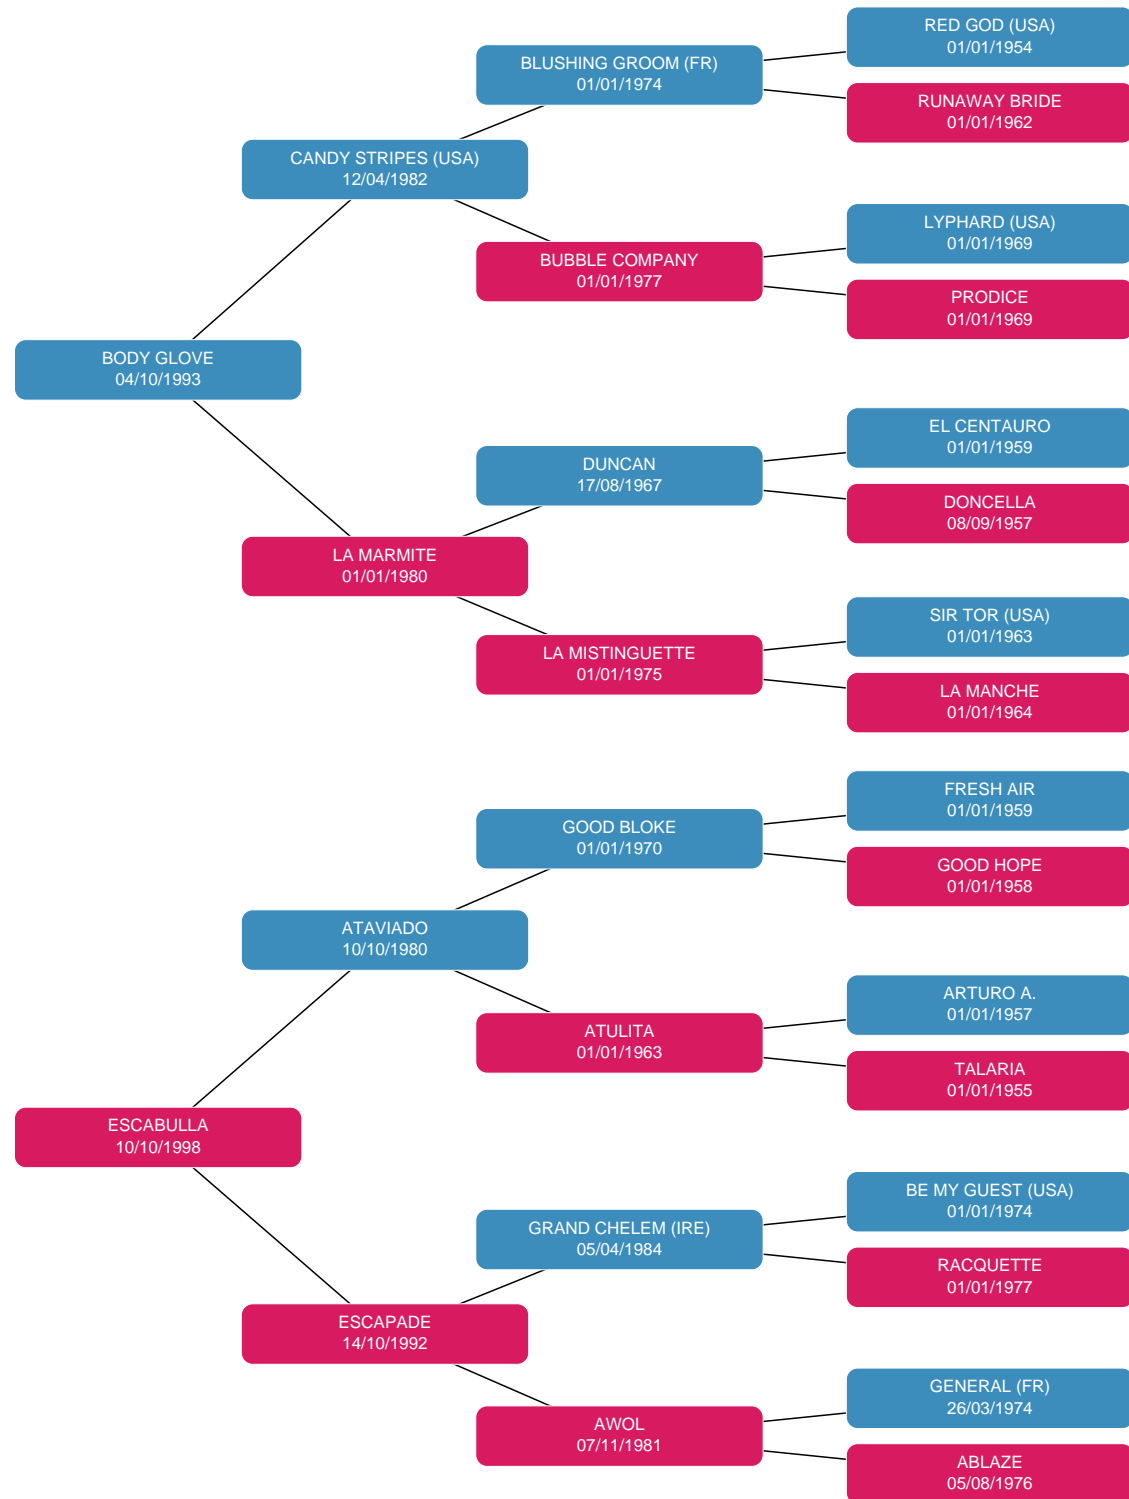 RED GOD (USA)
01/01/1954
BLUSHING GROOM (FR)
01/01/1974
RUNAWAY BRIDE
01/01/1962
CANDY STRIPES (USA)
12/04/1982
LYPHARD (USA)
01/01/1969
BUBBLE COMPANY
01/01/1977
PRODICE
01/01/1969
BODY GLOVE
04/10/1993
EL CENTAURO
01/01/1959
DUNCAN
17/08/1967
DONCELLA
08/09/1957
LA MARMITE
01/01/1980
SIR TOR (USA)
01/01/1963
LA MISTINGUETTE
01/01/1975
LA MANCHE
01/01/1964
FRESH AIR
01/01/1959
GOOD BLOKE
01/01/1970
GOOD HOPE
01/01/1958
ATAVIADO
10/10/1980
ARTURO A.
01/01/1957
ATULITA
01/01/1963
TALARIA
01/01/1955
ESCABULLA
10/10/1998
BE MY GUEST (USA)
01/01/1974
GRAND CHELEM (IRE)
05/04/1984
RACQUETTE
01/01/1977
ESCAPADE
14/10/1992
GENERAL (FR)
26/03/1974
AWOL
07/11/1981
ABLAZE
05/08/1976